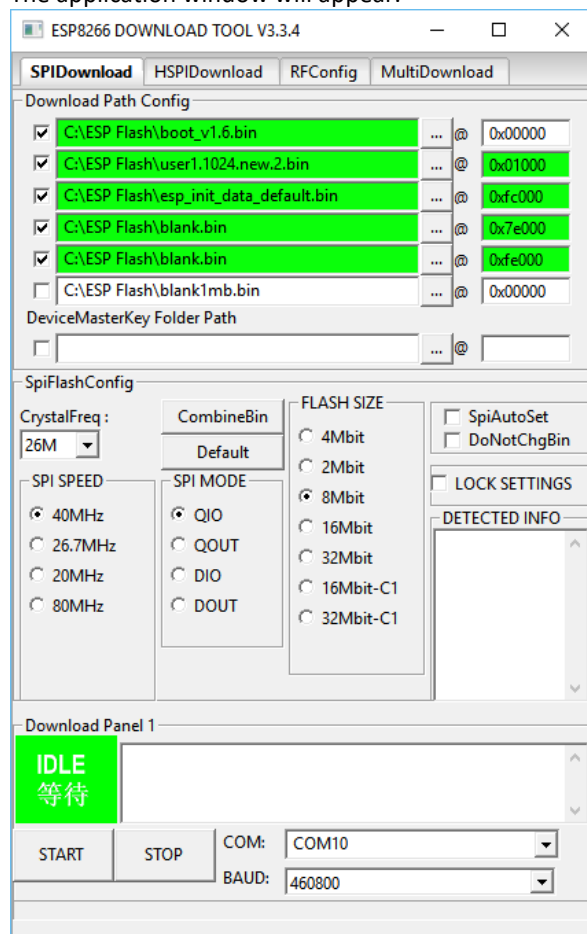 The application window will appear:
ESP8266 DOWNLOAD TOOL V3.3.4
SPIDownload HSPIDownload RFConfig MultiDownload
Download Path Config
C:\ESP Flash\boot_v1.6.bin ... @ 0x00000
C:\ESP Flash\user1.1024.new.2.bin ... @ 0x01000
C:\ESP Flash\esp_init_data_default.bin ... @ 0xfc000
C:\ESP Flash\blank.bin ... @ 0x7e000
C:\ESP Flash\blank.bin ... @ 0xfe000
C:\ESP Flash\blank1mb.bin ... @ 0x00000
DeviceMasterKey Folder Path
... @
SpiFlashConfig
CrystalFreq :
26M
CombineBin
Default
SPI SPEED
40MHz
26.7MHz
20MHz
80MHz
SPI MODE
QIO
QOUT
DIO
DOUT
FLASH SIZE
4Mbit
2Mbit
8Mbit
16Mbit
32Mbit
16Mbit-C1
32Mbit-C1
SpiAutoSet
DoNotChgBin
LOCK SETTINGS
DETECTED INFO
Download Panel 1
IDLE
等待
START STOP
COM: COM10
BAUD: 460800